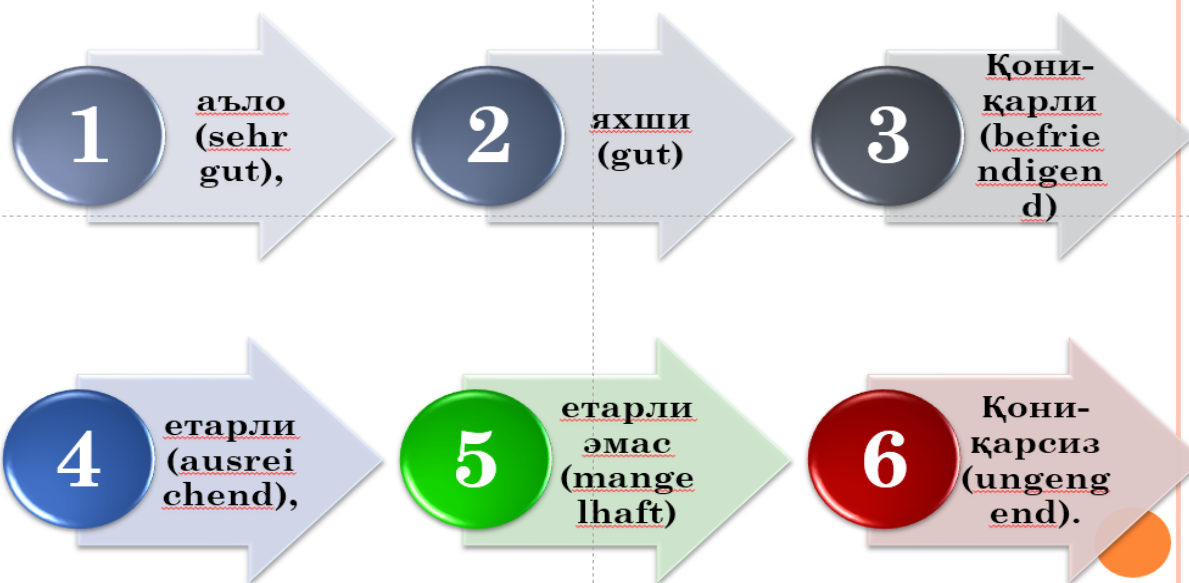 1
аъло
(sehr
gut),
2
яхши
(gut)
3
Қони-
қарли
(befrie
ndigen
d)
4
етарли
(ausrei
chend),
5
етарли
эмас
(mange
lhaft)
6
Қони-
қарсиз
(ungeng
end).